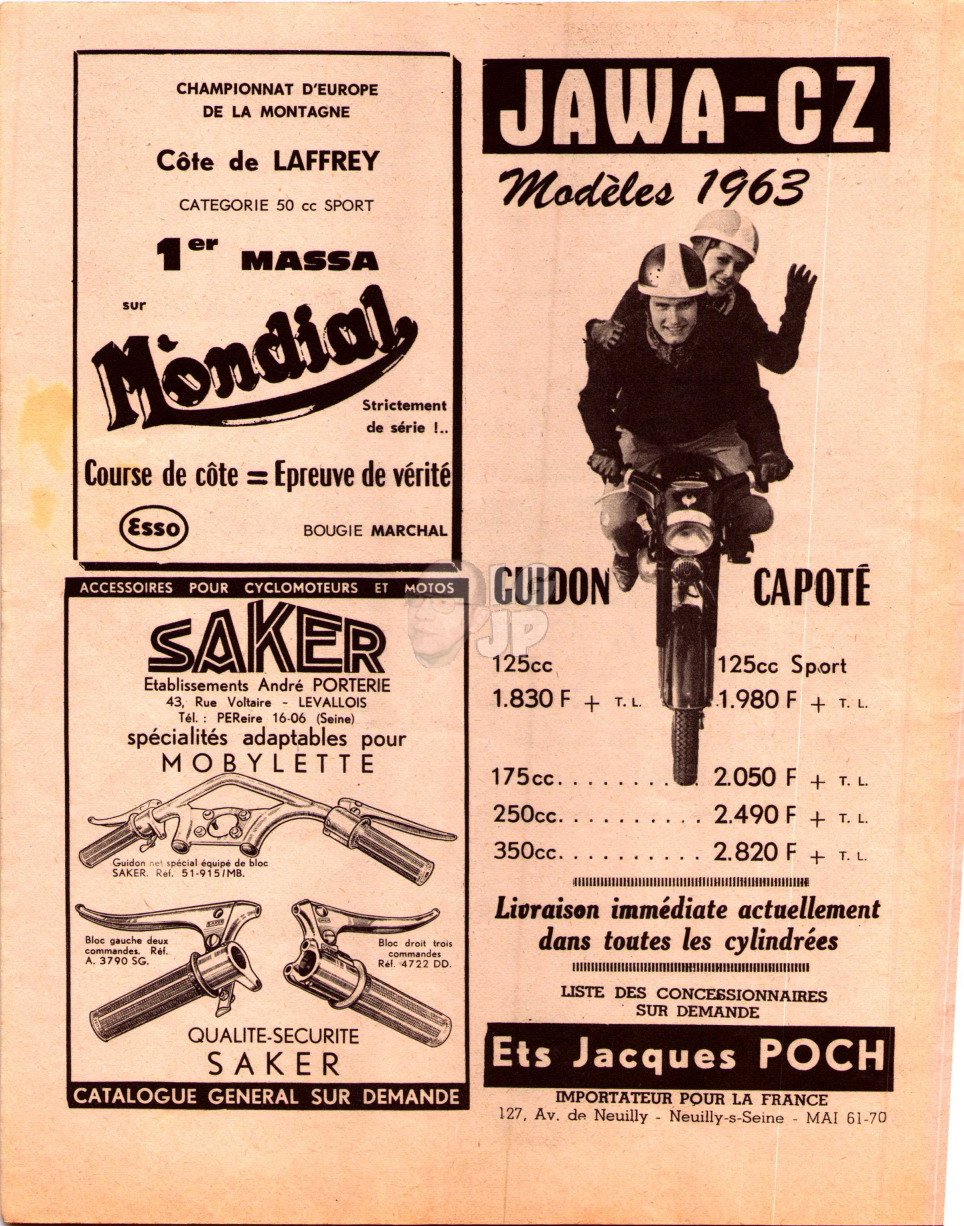 CHAMPIONNAT D'EUROPE
DE LA MONTAGNE
Côte de LAFFREY
CATEGORIE 50 cc SPORT
1er MASSA
sur
Mondial
Strictement
de série !..
Course de côte = Epreuve de vérité
Esso
BOUGIE MARCHAL
ACCESSOIRES POUR CYCLOMOTEURS ET MOTOS
SAKER
Etablissements André PORTERIE
43, Rue Voltaire - LEVALLOIS
Tél. : PEReire 16-06 (Seine)
spécialités adaptables pour
MOBYLETTE
Guidon net spécial équipé de bloc
SAKER. Réf. 51-915/MB.
Bloc gauche deux
commandes. Réf.
A. 3790 SG.
Bloc droit trois
commandes
Réf. 4722 DD.
QUALITE-SECURITE
SAKER
CATALOGUE GENERAL SUR DEMANDE
JAWA-CZ
Modèles 1963
GUIDON CAPOTÉ
125cc 125cc Sport
1.830 F + T. L. 1.980 F + T. L.
175cc. . . . . . . . . . 2.050 F + T. L.
250cc. . . . . . . . . . 2.490 F + T. L.
350cc. . . . . . . . . . 2.820 F + T. L.
Livraison immédiate actuellement
dans toutes les cylindrées
LISTE DES CONCESSIONNAIRES
SUR DEMANDE
Ets Jacques POCH
IMPORTATEUR POUR LA FRANCE
127, Av. de Neuilly - Neuilly-s-Seine - MAI 61-70
JP